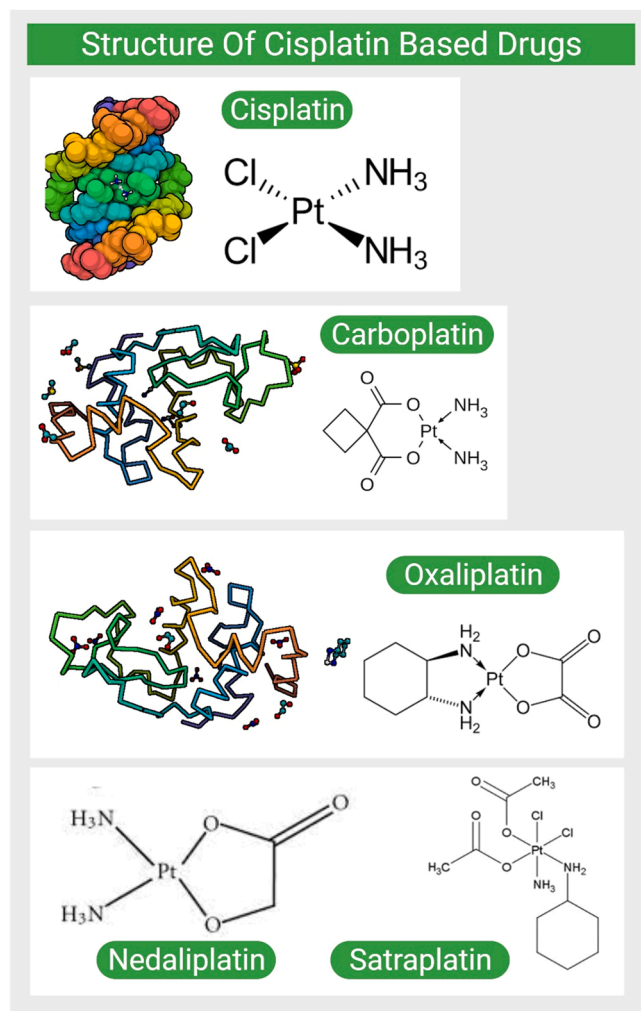 Structure Of Cisplatin Based Drugs
Cisplatin
Cl NH3
Pt
Cl NH3
Carboplatin
O
O NH3
Pt
O NH3
O
Oxaliplatin
H2
N O O
Pt
N O O
H2
H3N O O
Pt
H3N O
Nedaliplatin
O CH3
O Cl
O Cl
Pt
H3C O NH2
NH3
Satraplatin